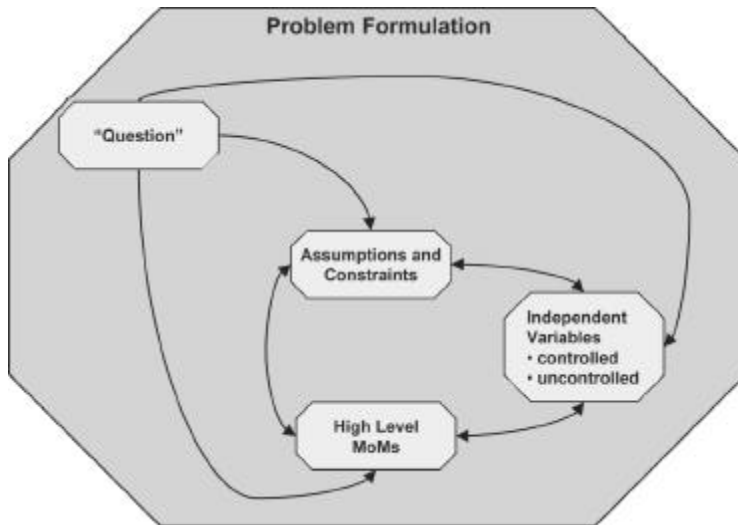 Problem Formulation
“Question”
Assumptions and
Constraints
Independent
Variables
• controlled
• uncontrolled
High Level
MoMs